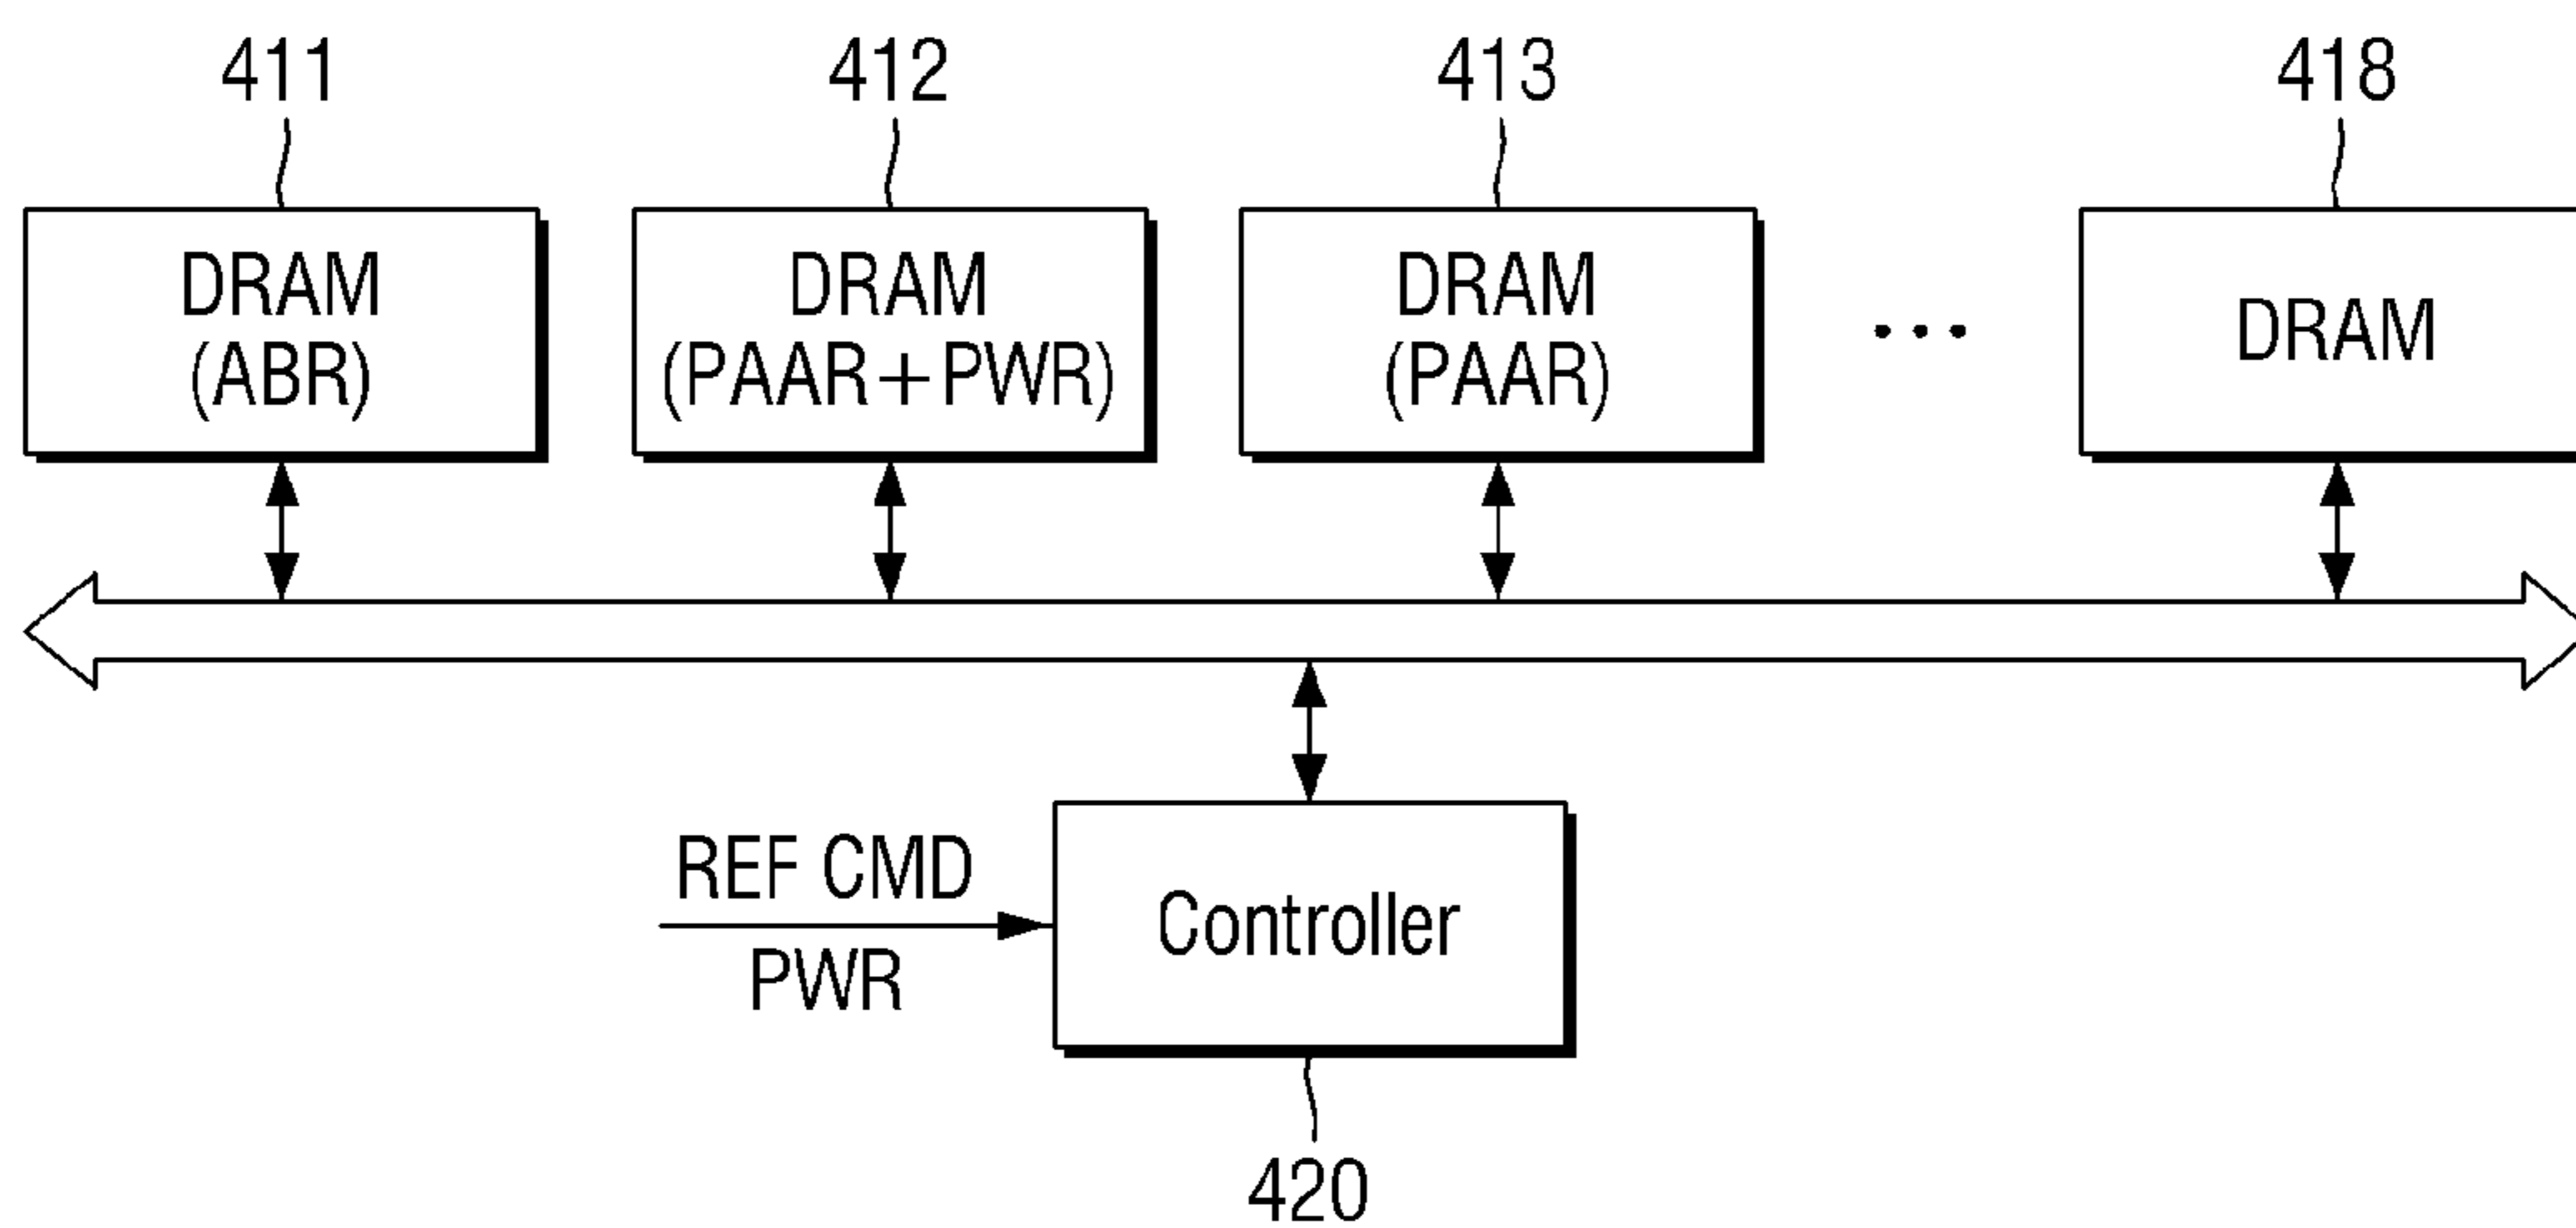 411
412
413
418
DRAM
(ABR)
DRAM
(PAAR+PWR)
DRAM
(PAAR)
...
DRAM
REF CMD
PWR
Controller
420